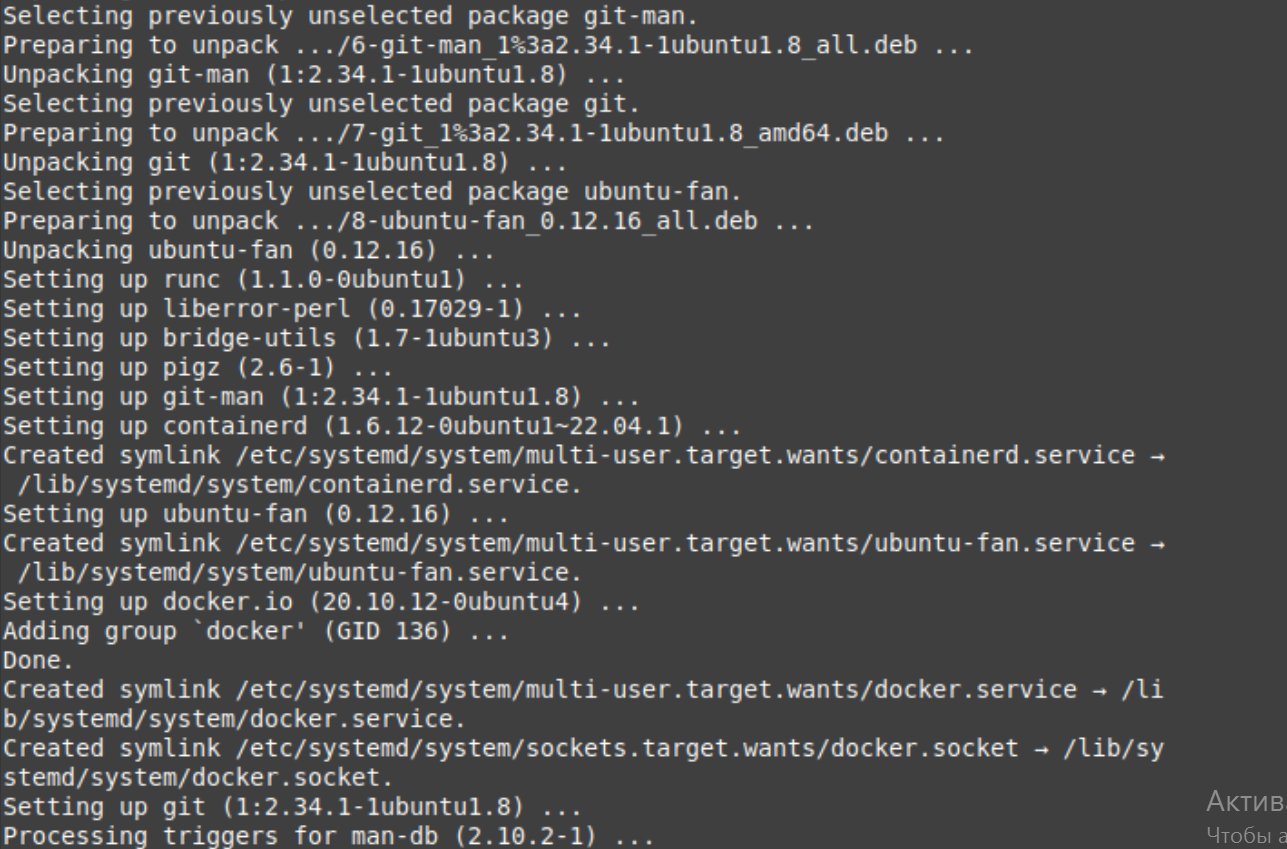 Selecting previously unselected package git-man.
Preparing to unpack .../6-git-man_1%3a2.34.1-1ubuntu1.8_all.deb ...
Unpacking git-man (1:2.34.1-1ubuntu1.8) ...
Selecting previously unselected package git.
Preparing to unpack .../7-git_1%3a2.34.1-1ubuntu1.8_amd64.deb ...
Unpacking git (1:2.34.1-1ubuntu1.8) ...
Selecting previously unselected package ubuntu-fan.
Preparing to unpack .../8-ubuntu-fan_0.12.16_all.deb ...
Unpacking ubuntu-fan (0.12.16) ...
Setting up runc (1.1.0-0ubuntu1) ...
Setting up liberror-perl (0.17029-1) ...
Setting up bridge-utils (1.7-1ubuntu3) ...
Setting up pigz (2.6-1) ...
Setting up git-man (1:2.34.1-1ubuntu1.8) ...
Setting up containerd (1.6.12-0ubuntu1~22.04.1) ...
Created symlink /etc/systemd/system/multi-user.target.wants/containerd.service →
 /lib/systemd/system/containerd.service.
Setting up ubuntu-fan (0.12.16) ...
Created symlink /etc/systemd/system/multi-user.target.wants/ubuntu-fan.service →
 /lib/systemd/system/ubuntu-fan.service.
Setting up docker.io (20.10.12-0ubuntu4) ...
Adding group `docker' (GID 136) ...
Done.
Created symlink /etc/systemd/system/multi-user.target.wants/docker.service → /li
b/systemd/system/docker.service.
Created symlink /etc/systemd/system/sockets.target.wants/docker.socket → /lib/sy
stemd/system/docker.socket.
Setting up git (1:2.34.1-1ubuntu1.8) ...
Processing triggers for man-db (2.10.2-1) ...
Актив
Чтобы а